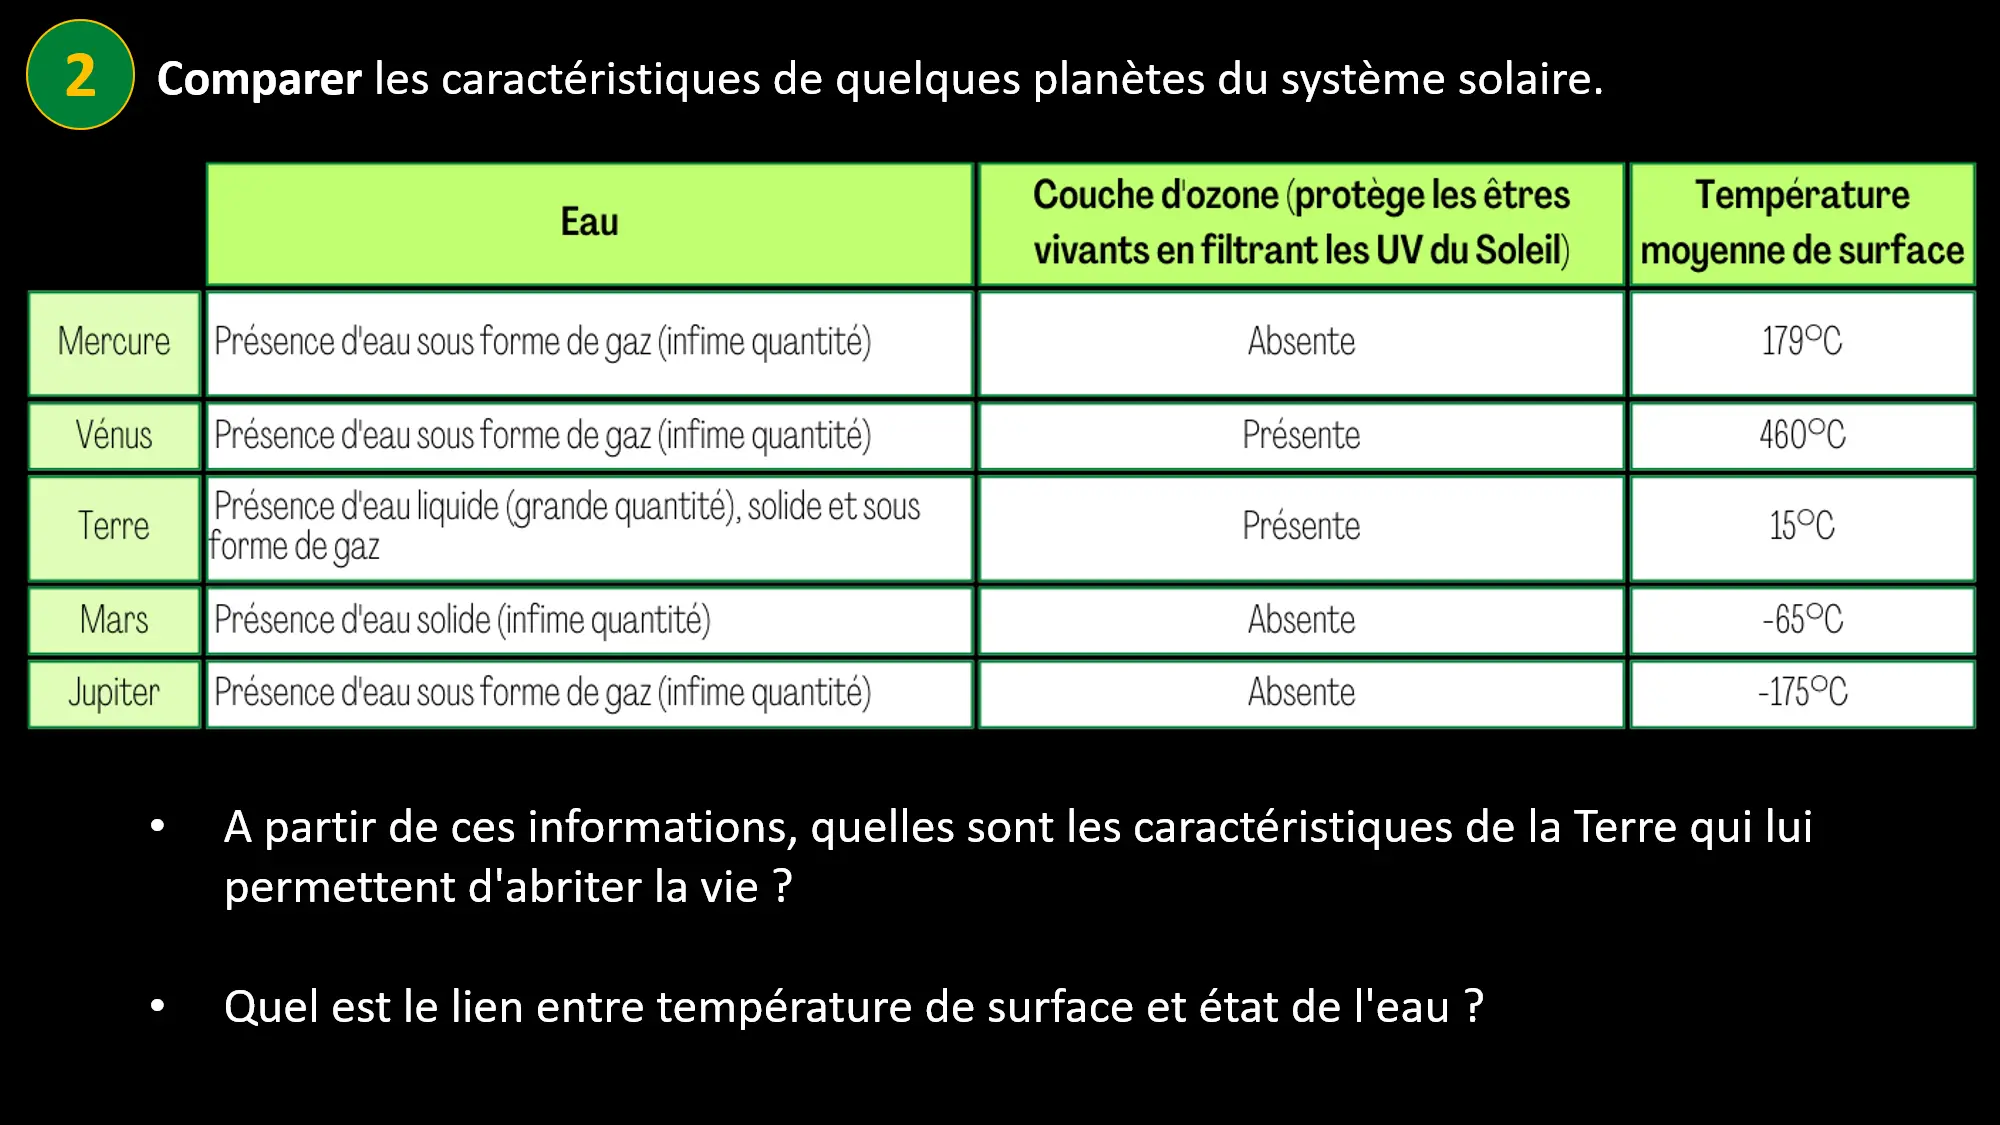 2
Comparer les caractéristiques de quelques planètes du système solaire.
Eau
Couche d'ozone (protège les êtres
vivants en filtrant les UV du Soleil)
Température
moyenne de surface
Mercure
Présence d'eau sous forme de gaz (infime quantité)
Absente
179°C
Vénus
Présence d'eau sous forme de gaz (infime quantité)
Présente
460°C
Terre
Présence d'eau liquide (grande quantité), solide et sous
forme de gaz
Présente
15°C
Mars
Présence d'eau solide (infime quantité)
Absente
-65°C
Jupiter
Présence d'eau sous forme de gaz (infime quantité)
Absente
-175°C
• A partir de ces informations, quelles sont les caractéristiques de la Terre qui lui
permettent d'abriter la vie ?
• Quel est le lien entre température de surface et état de l'eau ?